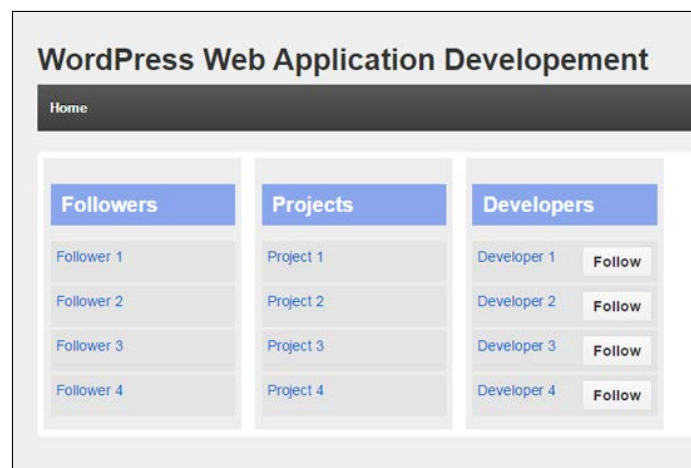 WordPress Web Application Developement
Home
Followers
Follower 1
Follower 2
Follower 3
Follower 4
Projects
Project 1
Project 2
Project 3
Project 4
Developers
Developer 1 Follow
Developer 2 Follow
Developer 3 Follow
Developer 4 Follow